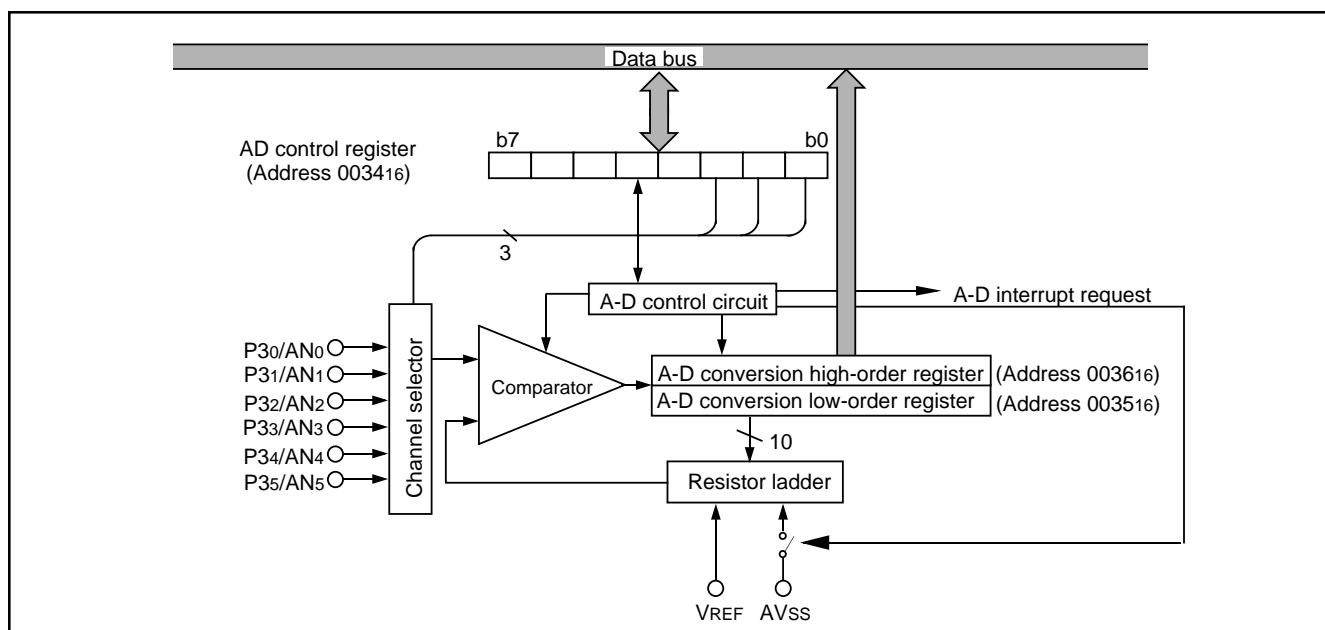 Data bus
b7
b0
AD control register
(Address 003416)
3
A-D control circuit
A-D interrupt request
P30/AN0
P31/AN1
P32/AN2
P33/AN3
P34/AN4
P35/AN5
Channel selector
Comparator
A-D conversion high-order register
(Address 003616)
A-D conversion low-order register
(Address 003516)
10
Resistor ladder
VREF
AVSS